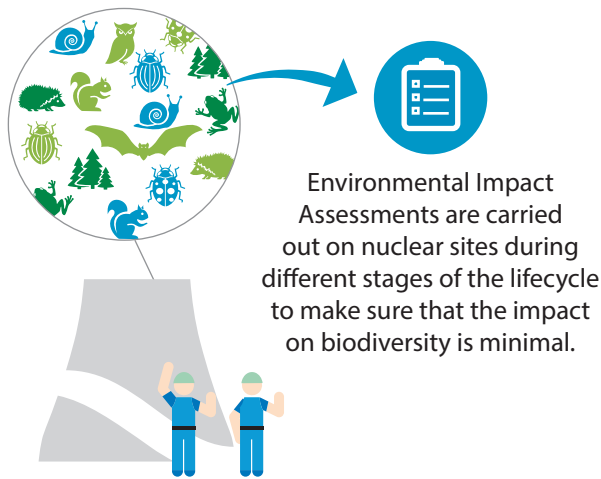 Environmental Impact
Assessments are carried
out on nuclear sites during
different stages of the lifecycle
to make sure that the impact
on biodiversity is minimal.